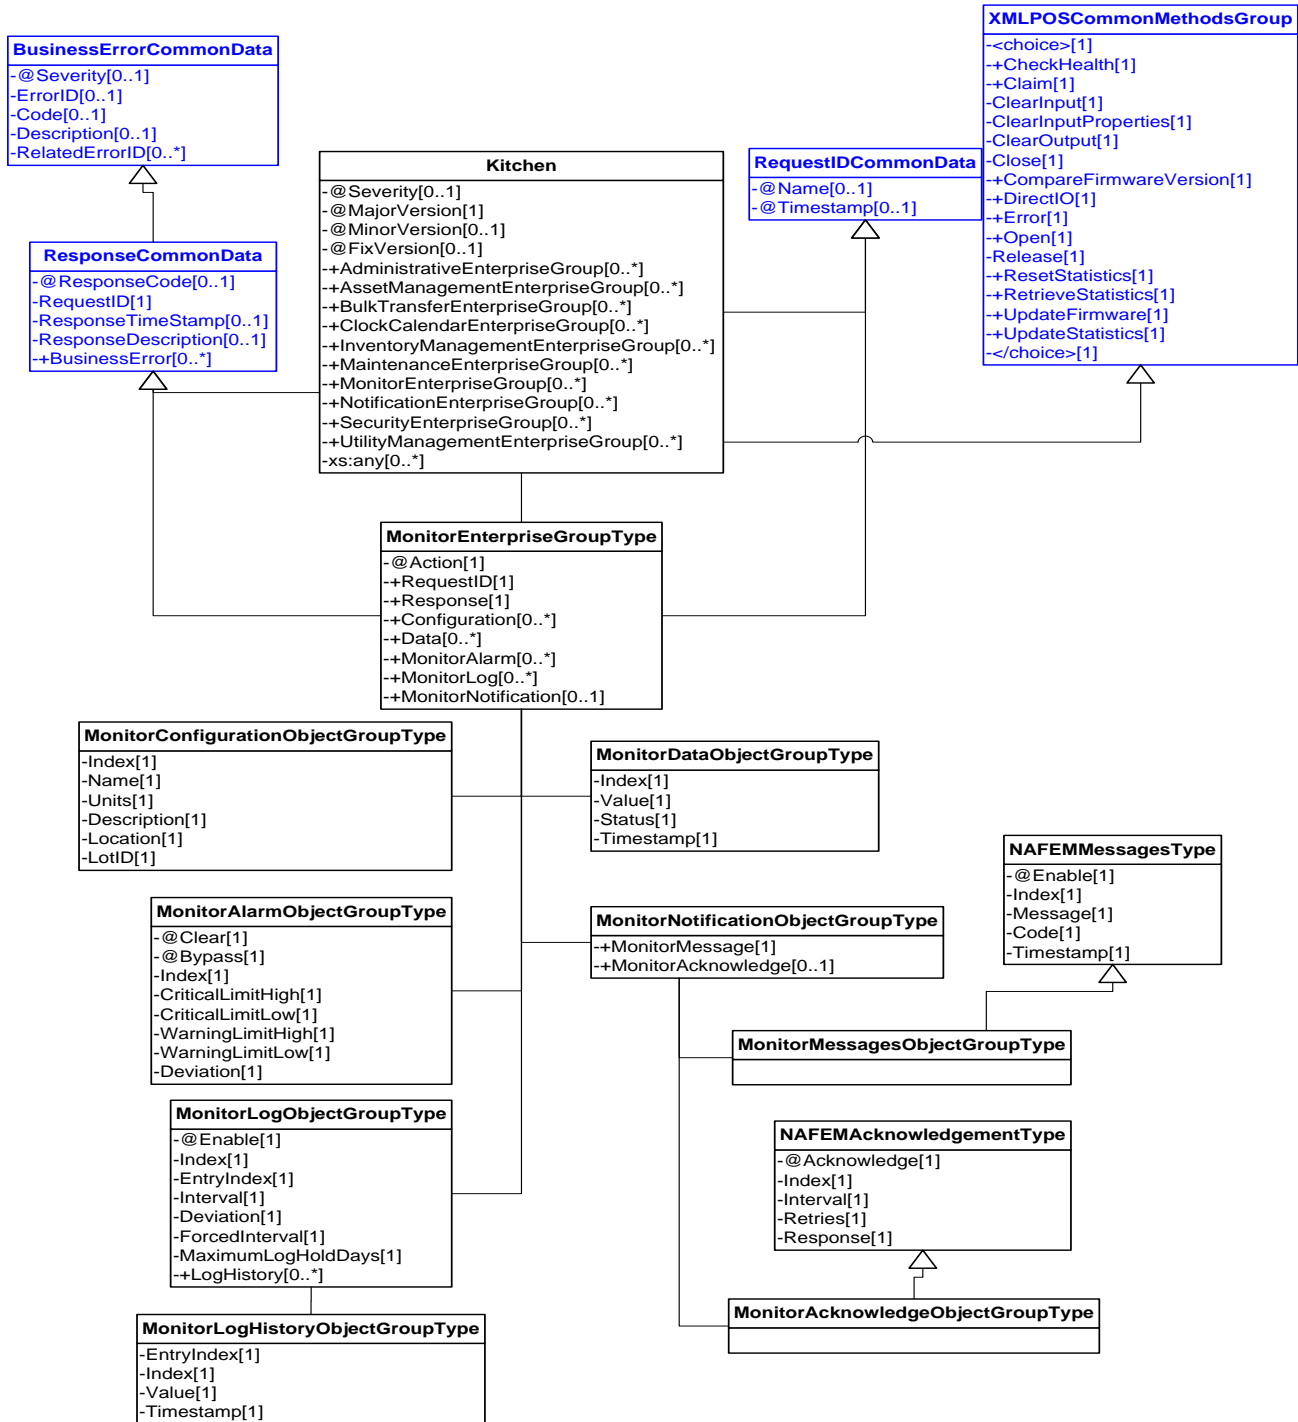 BusinessErrorCommonData
-@Severity[0..1]
-ErrorID[0..1]
-Code[0..1]
-Description[0..1]
-RelatedErrorID[0..*]
XMLPOSCommonMethodsGroup
-<choice>[1]
-+CheckHealth[1]
-+Claim[1]
-ClearInput[1]
-ClearInputProperties[1]
-ClearOutput[1]
-Close[1]
-+CompareFirmwareVersion[1]
-+DirectIO[1]
-+Error[1]
-+Open[1]
-Release[1]
-+ResetStatistics[1]
-+RetrieveStatistics[1]
-+UpdateFirmware[1]
-+UpdateStatistics[1]
-</choice>[1]
Kitchen
-@Severity[0..1]
-@MajorVersion[1]
-@MinorVersion[0..1]
-@FixVersion[0..1]
-+AdministrativeEnterpriseGroup[0..*]
-+AssetManagementEnterpriseGroup[0..*]
-+BulkTransferEnterpriseGroup[0..*]
-+ClockCalendarEnterpriseGroup[0..*]
-+InventoryManagementEnterpriseGroup[0..*]
-+MaintenanceEnterpriseGroup[0..*]
-+MonitorEnterpriseGroup[0..*]
-+NotificationEnterpriseGroup[0..*]
-+SecurityEnterpriseGroup[0..*]
-+UtilityManagementEnterpriseGroup[0..*]
-xs:any[0..*]
RequestIDCommonData
-@Name[0..1]
-@Timestamp[0..1]
ResponseCommonData
-@ResponseCode[0..1]
-RequestID[1]
-ResponseTimeStamp[0..1]
-ResponseDescription[0..1]
-+BusinessError[0..*]
MonitorEnterpriseGroupType
-@Action[1]
-+RequestID[1]
-+Response[1]
-+Configuration[0..*]
-+Data[0..*]
-+MonitorAlarm[0..*]
-+MonitorLog[0..*]
-+MonitorNotification[0..1]
MonitorConfigurationObjectGroupType
-Index[1]
-Name[1]
-Units[1]
-Description[1]
-Location[1]
-LotID[1]
MonitorDataObjectGroupType
-Index[1]
-Value[1]
-Status[1]
-Timestamp[1]
NAFEMMessagesType
-@Enable[1]
-Index[1]
-Message[1]
-Code[1]
-Timestamp[1]
MonitorAlarmObjectGroupType
-@Clear[1]
-@Bypass[1]
-Index[1]
-CriticalLimitHigh[1]
-CriticalLimitLow[1]
-WarningLimitHigh[1]
-WarningLimitLow[1]
-Deviation[1]
MonitorNotificationObjectGroupType
-+MonitorMessage[1]
-+MonitorAcknowledge[0..1]
MonitorMessagesObjectGroupType
MonitorLogObjectGroupType
-@Enable[1]
-Index[1]
-EntryIndex[1]
-Interval[1]
-Deviation[1]
-ForcedInterval[1]
-MaximumLogHoldDays[1]
-+LogHistory[0..*]
NAFEMAcknowledgementType
-@Acknowledge[1]
-Index[1]
-Interval[1]
-Retries[1]
-Response[1]
MonitorAcknowledgeObjectGroupType
MonitorLogHistoryObjectGroupType
-EntryIndex[1]
-Index[1]
-Value[1]
-Timestamp[1]